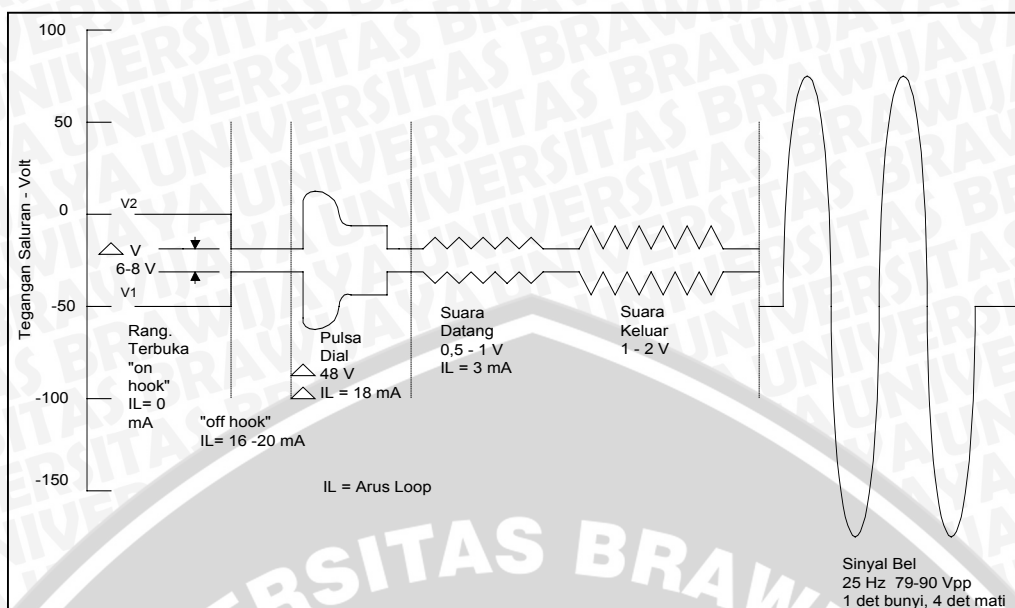 100
50
0
-50
-100
-150
Tegangan Saluran - Volt
V2
△ V
6-8 V
V1
Rang.
Terbuka
"on
hook"
IL= 0
mA
"off hook"
IL= 16 -20 mA
Pulsa
Dial
△ 48 V
△ IL = 18 mA
Suara
Datang
0,5 - 1 V
IL = 3 mA
Suara
Keluar
1 - 2 V
IL = Arus Loop
Sinyal Bel
25 Hz 79-90 Vpp
1 det bunyi, 4 det mati
UNIVERSITAS BRAWIJAYA
ERSITAS BRAW